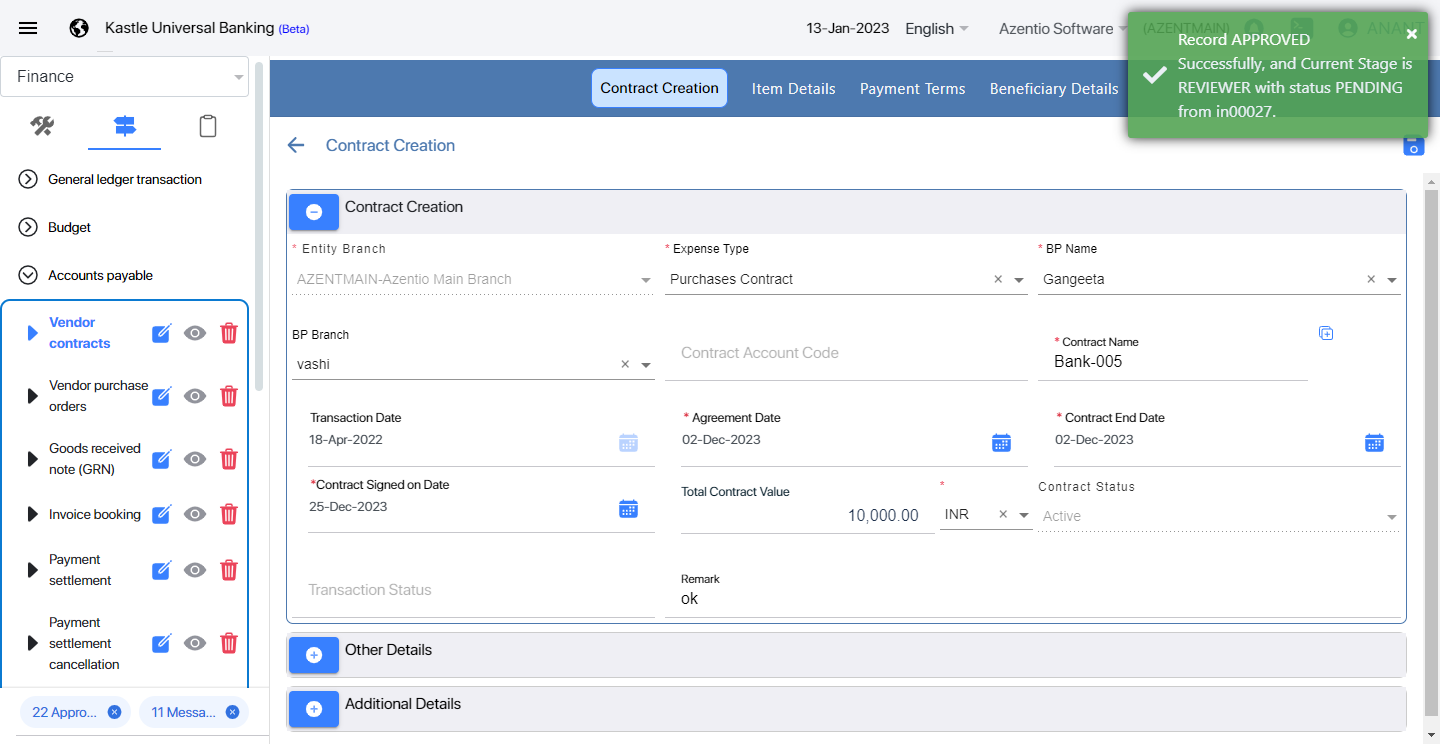 Kastle Universal Banking (Beta)
13-Jan-2023
English
Azentio Software
(AZENTMAIN)
ANANT
Record APPROVED
Successfully, and Current Stage is
REVIEWER with status PENDING
from in00027.
Finance
Contract Creation
Item Details
Payment Terms
Beneficiary Details
General ledger transaction
Budget
Accounts payable
Vendor
contracts
Vendor purchase
orders
Goods received
note (GRN)
Invoice booking
Payment
settlement
Payment
settlement
cancellation
22 Appro...
11 Messa...
Contract Creation
Contract Creation
* Entity Branch
AZENTMAIN-Azentio Main Branch
* Expense Type
Purchases Contract
* BP Name
Gangeeta
BP Branch
vashi
Contract Account Code
* Contract Name
Bank-005
Transaction Date
18-Apr-2022
* Agreement Date
02-Dec-2023
* Contract End Date
02-Dec-2023
*Contract Signed on Date
25-Dec-2023
Total Contract Value
10,000.00
*
INR
Contract Status
Active
Transaction Status
Remark
ok
Other Details
Additional Details